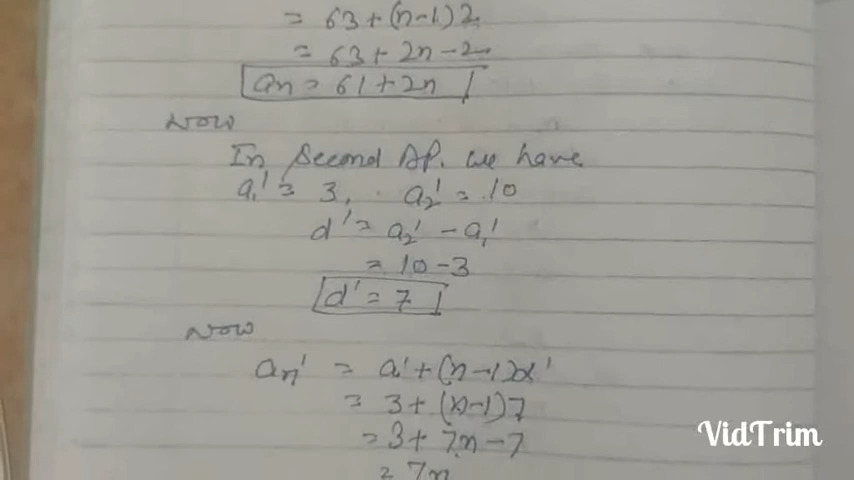 = 63 + (n-1)2
= 63 + 2n - 2
an = 61 + 2n
Now
In second AP. we have
a₁' = 3, a₂' = 10
d' = a₂' - a₁'
= 10 - 3
d' = 7
Now
an' = a' + (n-1)d'
= 3 + (n-1)7
= 3 + 7n - 7
= 7n
VidTrim